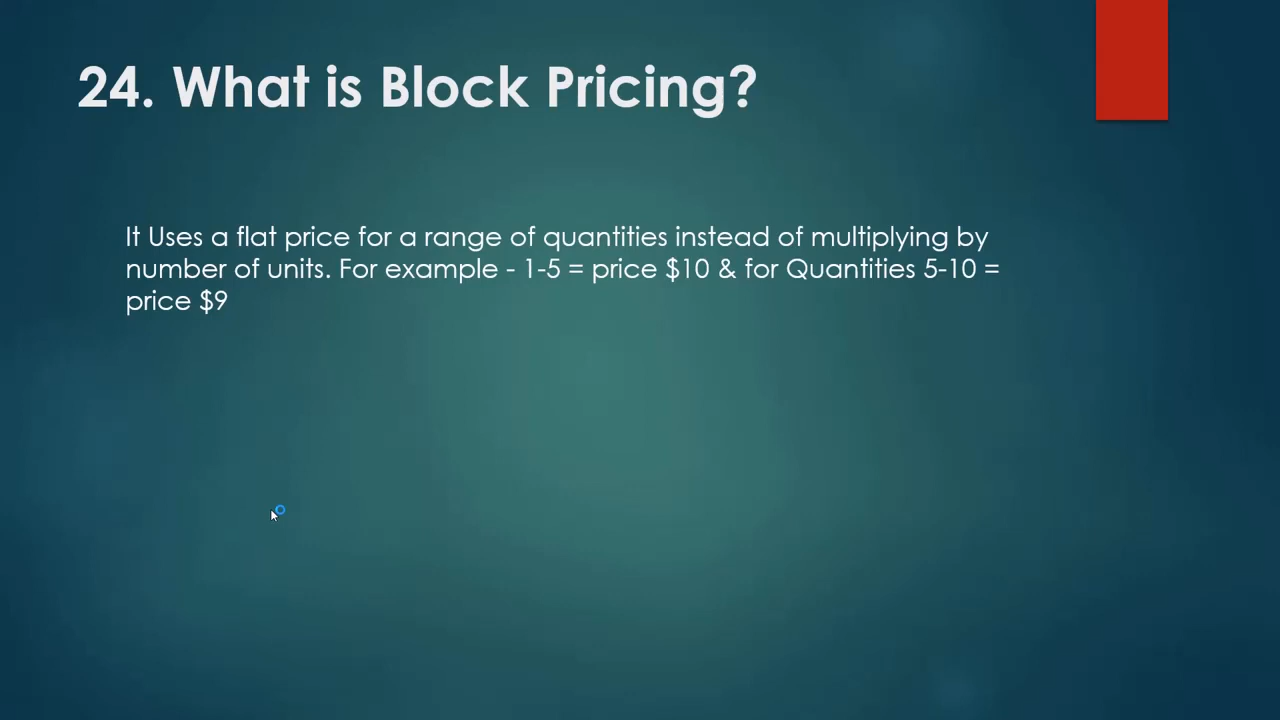 24. What is Block Pricing?
It Uses a flat price for a range of quantities instead of multiplying by
number of units. For example - 1-5 = price $10 & for Quantities 5-10 =
price $9